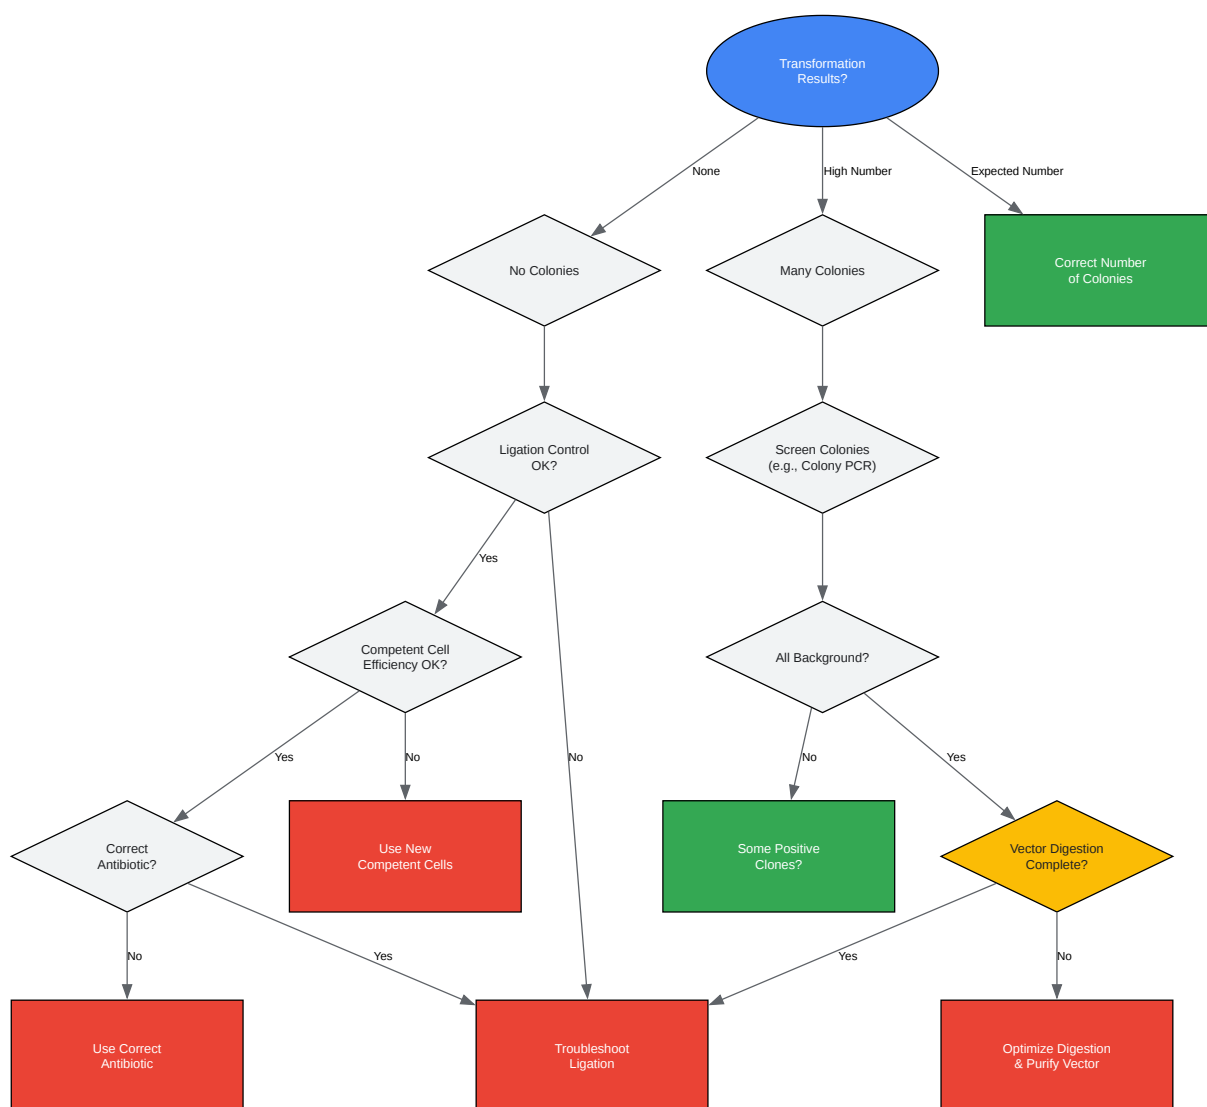 Transformation
Results?
None
High Number
Expected Number
No Colonies
Many Colonies
Correct Number
of Colonies
Ligation Control
OK?
Screen Colonies
(e.g., Colony PCR)
Yes
Competent Cell
Efficiency OK?
All Background?
Yes
No
No
No
Yes
Correct
Antibiotic?
Use New
Competent Cells
Some Positive
Clones?
Vector Digestion
Complete?
No
Yes
Yes
No
Use Correct
Antibiotic
Troubleshoot
Ligation
Optimize Digestion
& Purify Vector